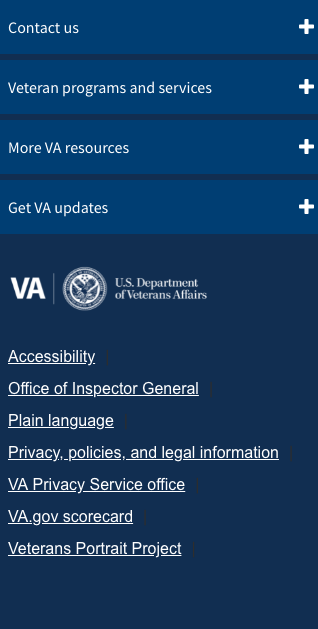 Contact us
Veteran programs and services
More VA resources
Get VA updates
VA
U.S. Department
of Veterans Affairs
Accessibility
Office of Inspector General
Plain language
Privacy, policies, and legal information
VA Privacy Service office
VA.gov scorecard
Veterans Portrait Project